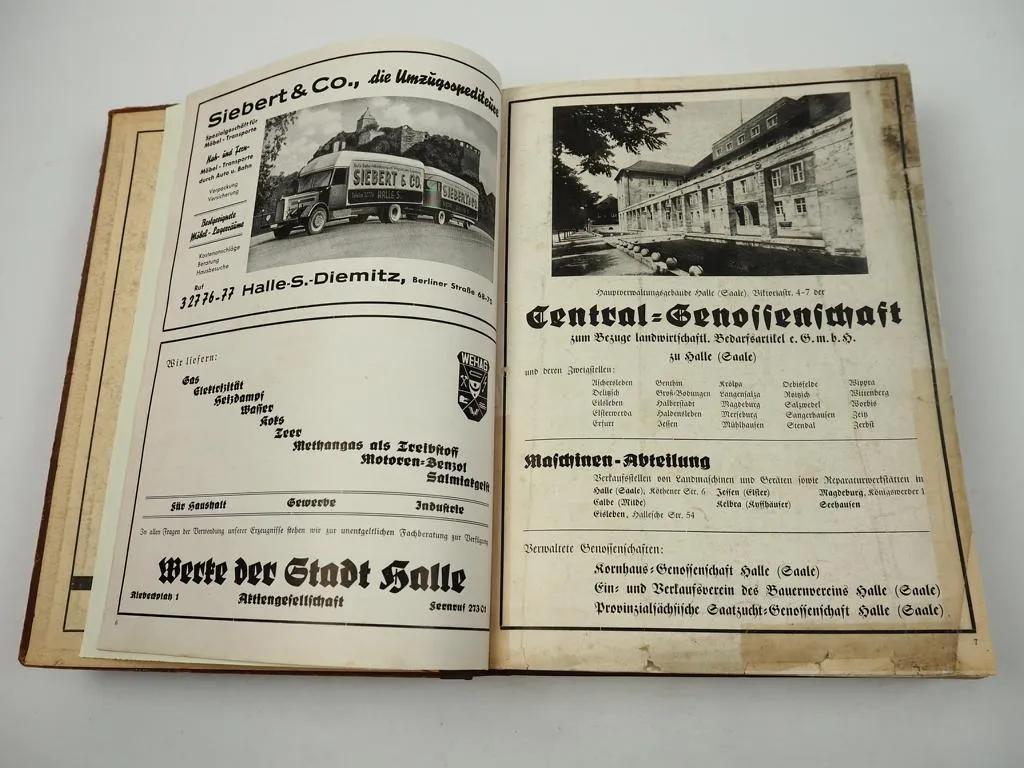 Siebert & Co., die Umzugsspediteure
Spezialgeschäft für
Möbel-Transporte
Nah- und Fern-
Möbel-Transporte
durch Auto u. Bahn
Verpackung
Versicherung
Bestgeeignete
Möbel-Lagerräume
Kostenanschläge
Beratung
Hausbesuche
Ruf
32776-77
SIEBERT & CO.
HALLE-S.
SIEBERT & CO.
Halle-S.-Diemitz, Berliner Straße 68-75
Wir liefern:
WEHAG
Gas
Elektrizität
Heizdampf
Wasser
Koks
Teer
Methangas als Treibstoff
Motoren-Benzol
Salmiakgeist
Für Haushalt Gewerbe Industrie
In allen Fragen der Verwendung unserer Erzeugnisse stehen wir zur unentgeltlichen Fachberatung zur Verfügung
Werke der Stadt Halle
Riebeckplatz 1 Aktiengesellschaft Fernruf 27301
6
Hauptverwaltungsgebäude Halle (Saale), Viktoriastr. 4-7 der
Central-Genossenschaft
zum Bezuge landwirtschaftl. Bedarfsartikel e. G. m. b. H.
zu Halle (Saale)
und deren Zweigstellen:
Aschersleben Genthin Krölpa Oebisfelde Wippra
Delitzsch Groß-Bodungen Langensalza Roitzsch Wittenberg
Eilsleben Halberstadt Magdeburg Salzwedel Worbis
Elsterwerda Haldensleben Merseburg Sangerhausen Zeitz
Erfurt Jessen Mühlhausen Stendal Zerbst
Maschinen-Abteilung
Verkaufsstellen von Landmaschinen und Geräten sowie Reparaturwerkstätten in
Halle (Saale), Köthener Str. 6 Jessen (Elster) Magdeburg, Königswerder 1
Calbe (Milde) Kelbra (Kyffhäuser) Seehausen
Eisleben, Hallesche Str. 54
Verwaltete Genossenschaften:
Kornhaus-Genossenschaft Halle (Saale)
Ein- und Verkaufsverein des Bauernvereins Halle (Saale)
Provinzialsächsische Saatzucht-Genossenschaft Halle (Saale)
7